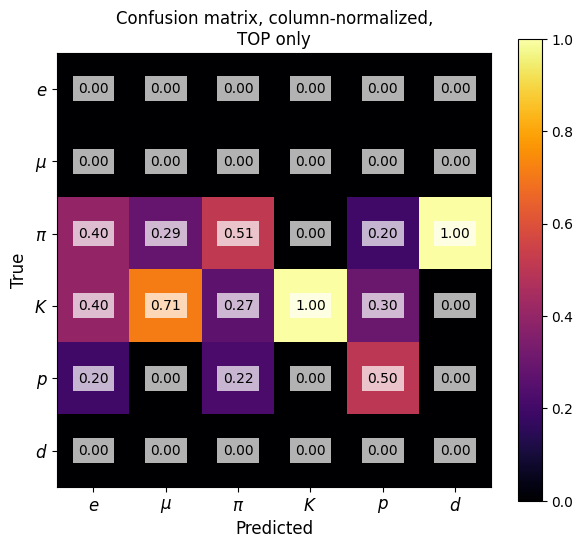 Confusion matrix, column-normalized,
TOP only
e 0.00 0.00 0.00 0.00 0.00 0.00
μ 0.00 0.00 0.00 0.00 0.00 0.00
π 0.40 0.29 0.51 0.00 0.20 1.00
K 0.40 0.71 0.27 1.00 0.30 0.00
p 0.20 0.00 0.22 0.00 0.50 0.00
d 0.00 0.00 0.00 0.00 0.00 0.00
e μ π K p d
Predicted
True
1.0
0.8
0.6
0.4
0.2
0.0